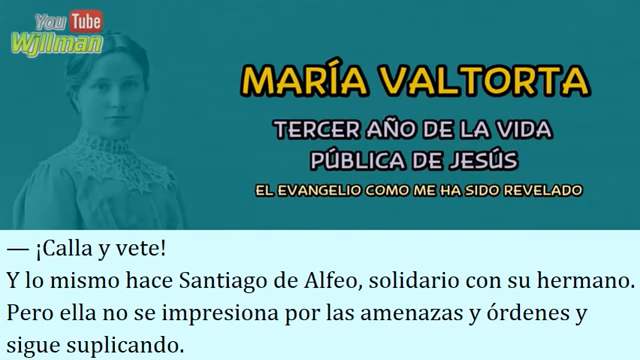 You Tube
Wjllman
MARÍA VALTORTA
TERCER AÑO DE LA VIDA
PÚBLICA DE JESÚS
EL EVANGELIO COMO ME HA SIDO REVELADO
— ¡Calla y vete!
Y lo mismo hace Santiago de Alfeo, solidario con su hermano.
Pero ella no se impresiona por las amenazas y órdenes y
sigue suplicando.